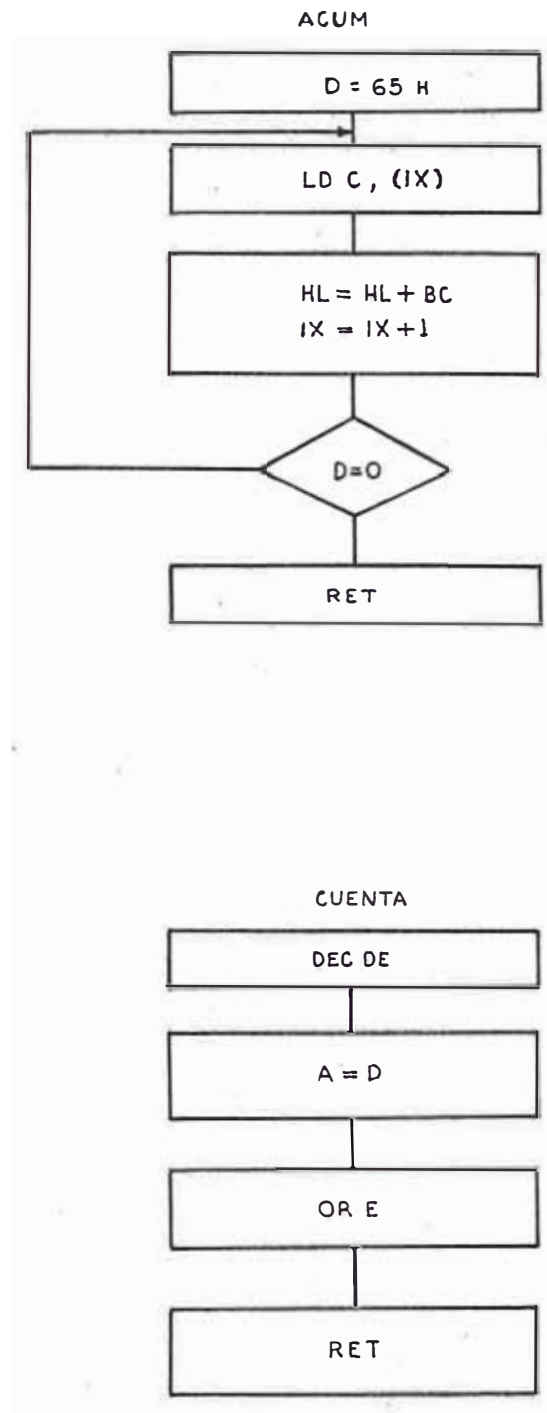 ACUM
D = 65 H
LD C, (IX)
HL = HL + BC
IX = IX + 1
D=0
RET
CUENTA
DEC DE
A = D
OR E
RET